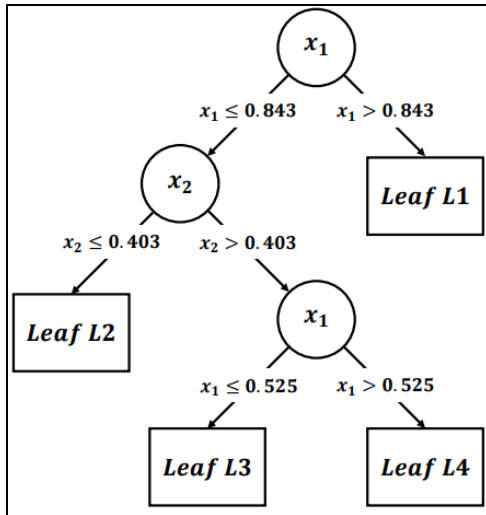 x₁
x₁ ≤ 0.843 x₁ > 0.843
x₂
Leaf L1
x₂ ≤ 0.403 x₂ > 0.403
Leaf L2
x₁
x₁ ≤ 0.525 x₁ > 0.525
Leaf L3 Leaf L4